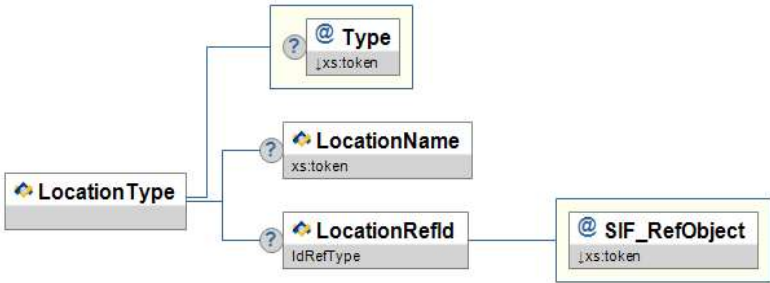 @ Type
↓xs:token
LocationName
xs:token
LocationType
LocationRefId
IdRefType
@ SIF_RefObject
↓xs:token
?
?
?